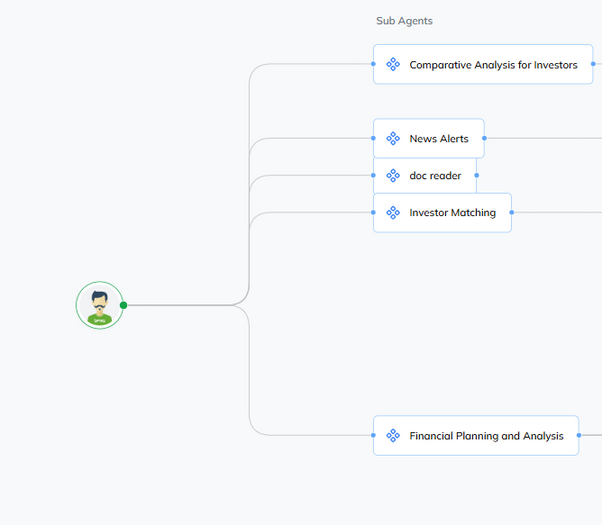 Sub Agents
Comparative Analysis for Investors
News Alerts
doc reader
Investor Matching
Financial Planning and Analysis